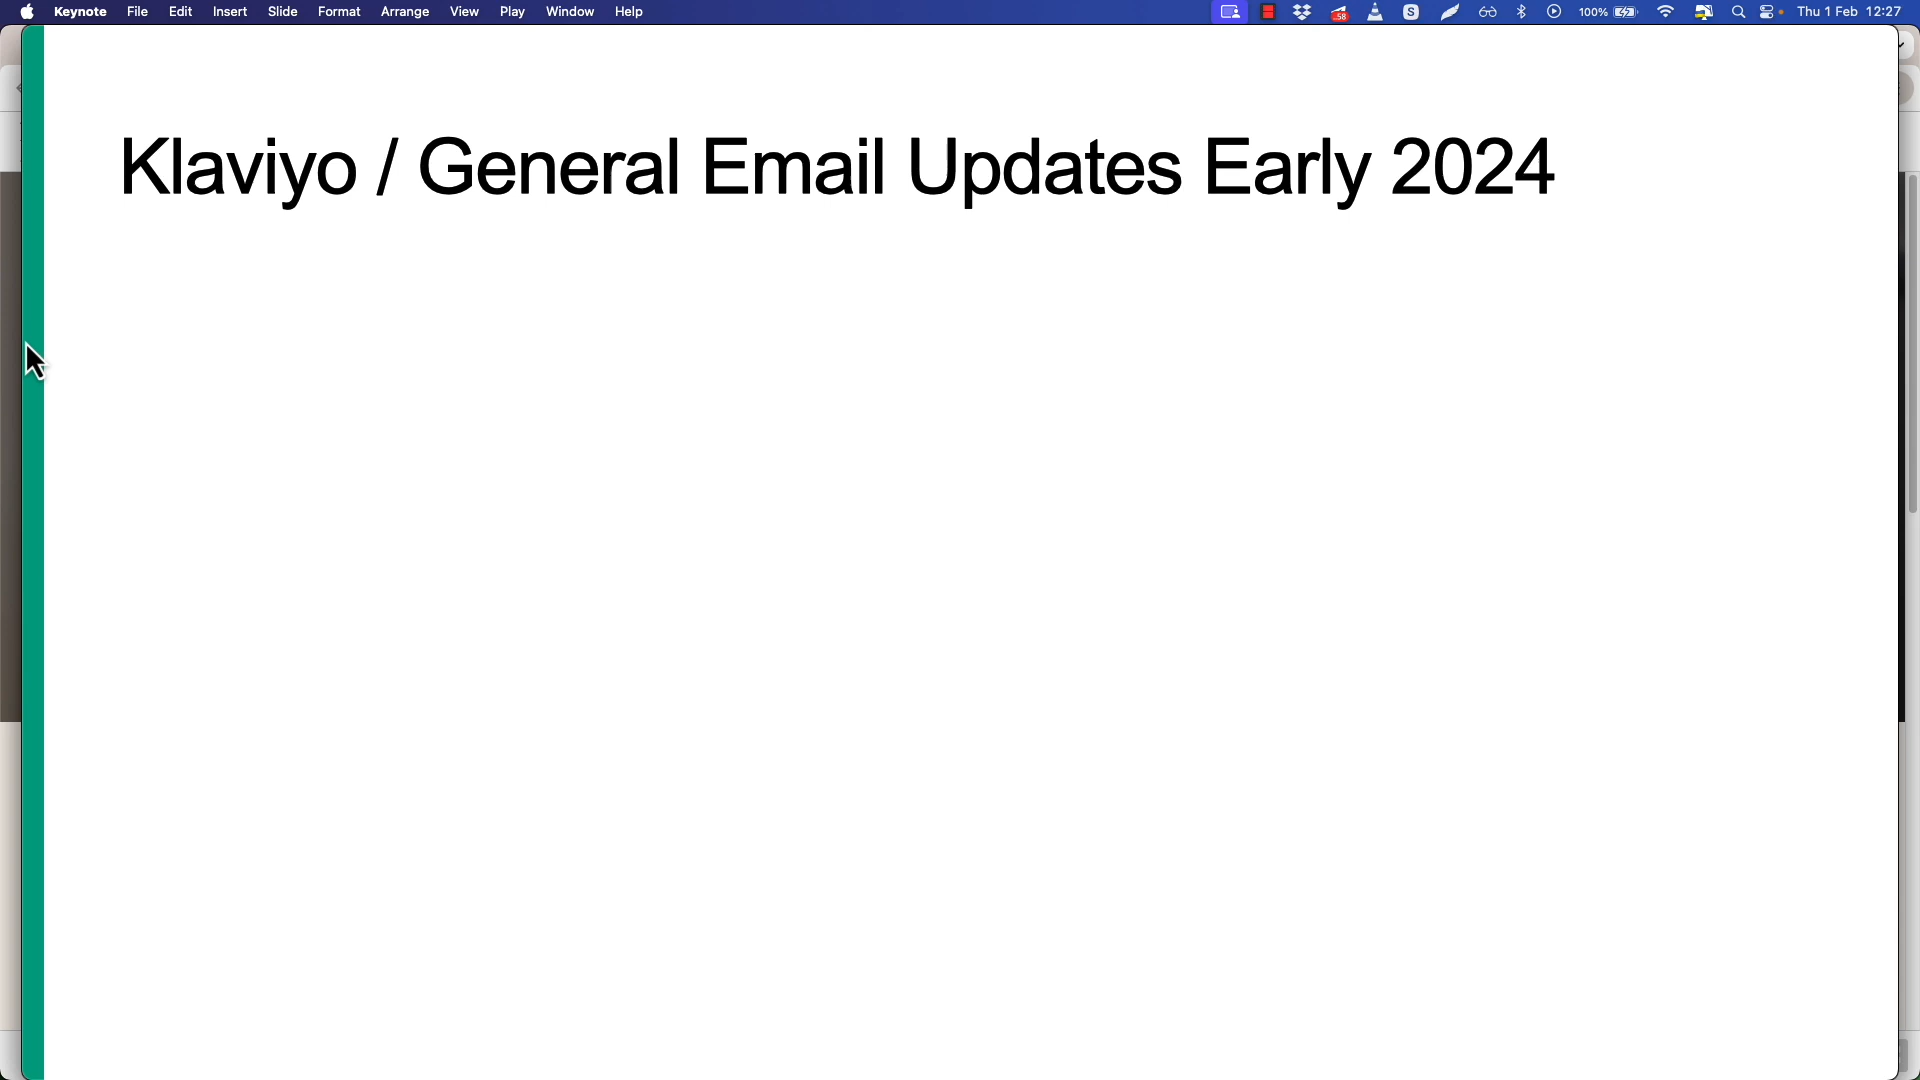 Keynote File Edit Insert Slide Format Arrange View Play Window Help 58 S 100% Thu 1 Feb 12:27
Klaviyo / General Email Updates Early 2024